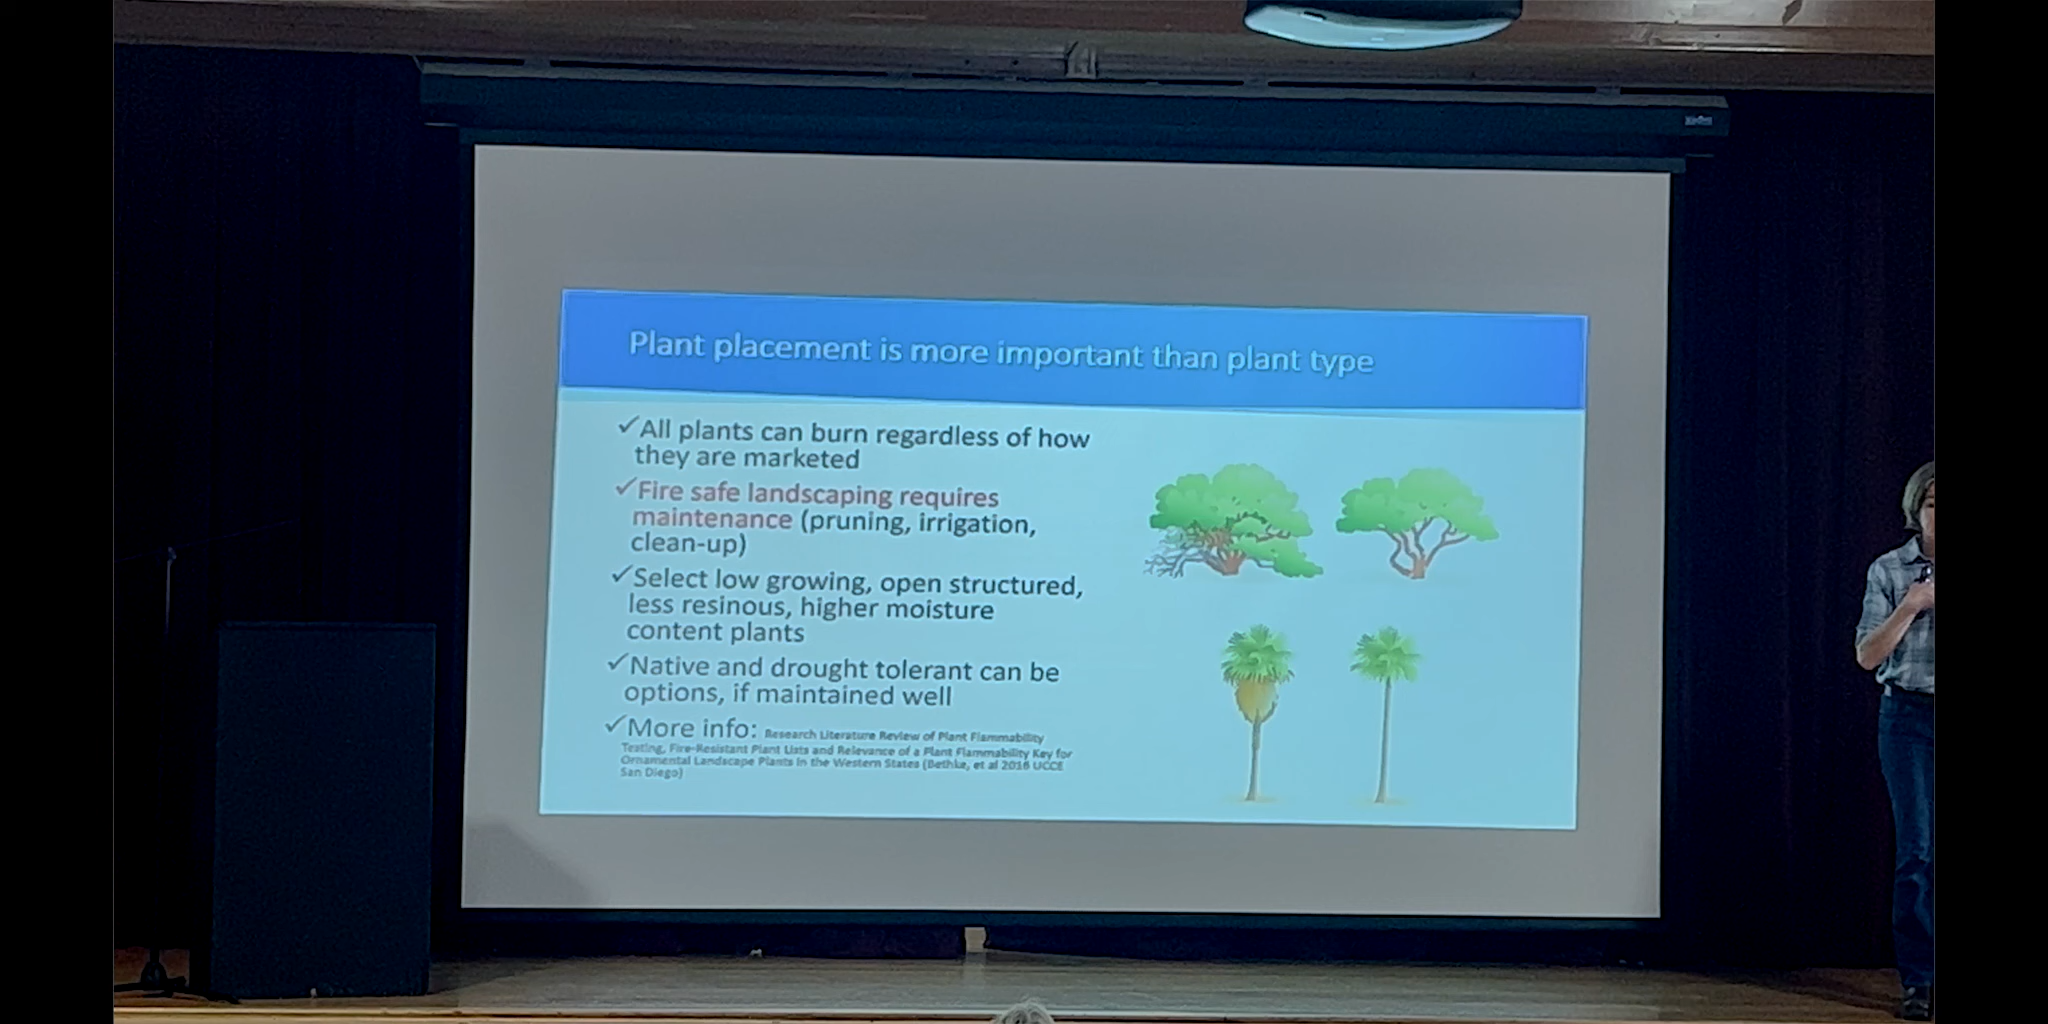 Plant placement is more important than plant type
✓All plants can burn regardless of how
they are marketed
✓Fire safe landscaping requires
maintenance (pruning, irrigation,
clean-up)
✓Select low growing, open structured,
less resinous, higher moisture
content plants
✓Native and drought tolerant can be
options, if maintained well
✓More info: Research Literature Review of Plant Flammability
Testing, Fire-Resistant Plant Lists and Relevance of a Plant Flammability Key for
Ornamental Landscape Plants in the Western States (Bethke, et al 2016 UCCE
San Diego)